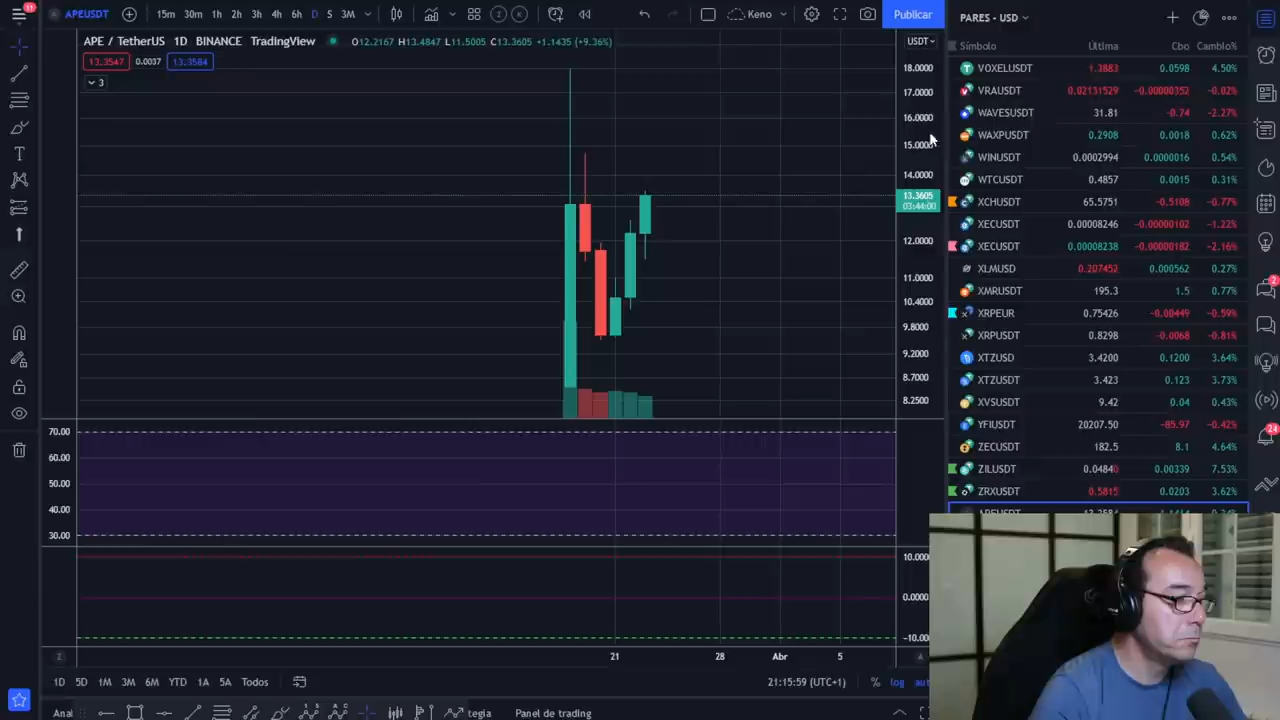 11
APEUSDT
15m 30m 1h 2h 3h 4h 6h D S 3M
Keno
Publicar
APE / TetherUS 1D BINANCE TradingView
O12.2167 H13.4847 L11.5005 C13.3605 +1.1435 (+9.36%)
USDT
13.3547 0.0037 13.3584
3
18.0000
17.0000
16.0000
15.0000
14.0000
13.3605
03:44:00
12.0000
11.0000
10.4000
9.8000
9.2000
8.7000
8.2500
70.00
60.00
50.00
40.00
30.00
10.0000
0.0000
-10.00
21 28 Abr 5
1D 5D 1M 3M 6M YTD 1A 5A Todos
21:15:59 (UTC+1) % log aut
Anal
tegia Panel de trading
PARES - USD
Símbolo Última Cbo Cambio%
VOXELUSDT 1.3883 0.0598 4.50%
VRAUSDT 0.02131529 -0.00000352 -0.02%
WAVESUSDT 31.81 -0.74 -2.27%
WAXPUSDT 0.2908 0.0018 0.62%
WINUSDT 0.0002994 0.0000016 0.54%
WTCUSDT 0.4857 0.0015 0.31%
XCHUSDT 65.5751 -0.5108 -0.77%
XECUSDT 0.00008246 -0.00000102 -1.22%
XECUSDT 0.00008238 -0.00000182 -2.16%
XLMUSD 0.207452 0.000562 0.27%
XMRUSDT 195.3 1.5 0.77%
XRPEUR 0.75426 -0.00449 -0.59%
XRPUSDT 0.8298 -0.0068 -0.81%
XTZUSD 3.4200 0.1200 3.64%
XTZUSDT 3.423 0.123 3.73%
XVSUSDT 9.42 0.04 0.43%
YFIUSDT 20207.50 -85.97 -0.42%
ZECUSDT 182.5 8.1 4.64%
ZILUSDT 0.04840 0.00339 7.53%
ZRXUSDT 0.5815 0.0203 3.62%
2
24